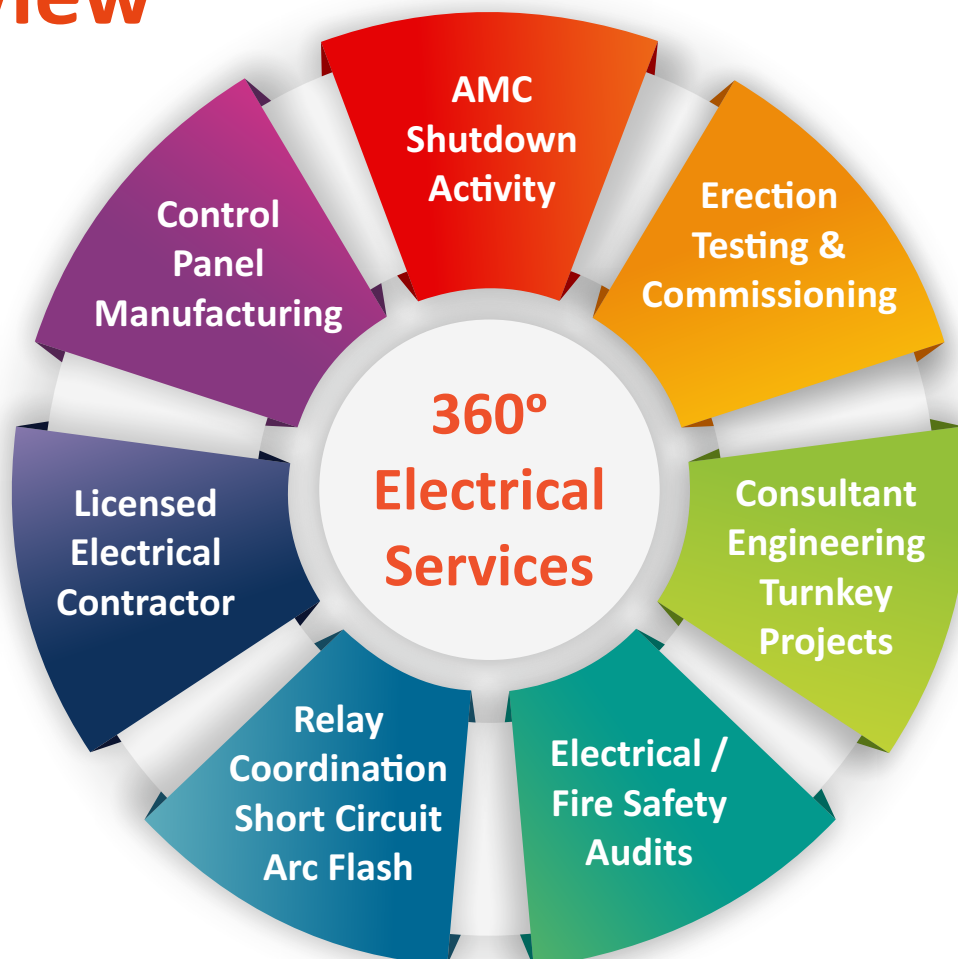 360º
Electrical
Services
AMC
Shutdown
Activity
Erection
Testing &
Commissioning
Consultant
Engineering
Turnkey
Projects
Electrical /
Fire Safety
Audits
Relay
Coordination
Short Circuit
Arc Flash
Licensed
Electrical
Contractor
Control
Panel
Manufacturing